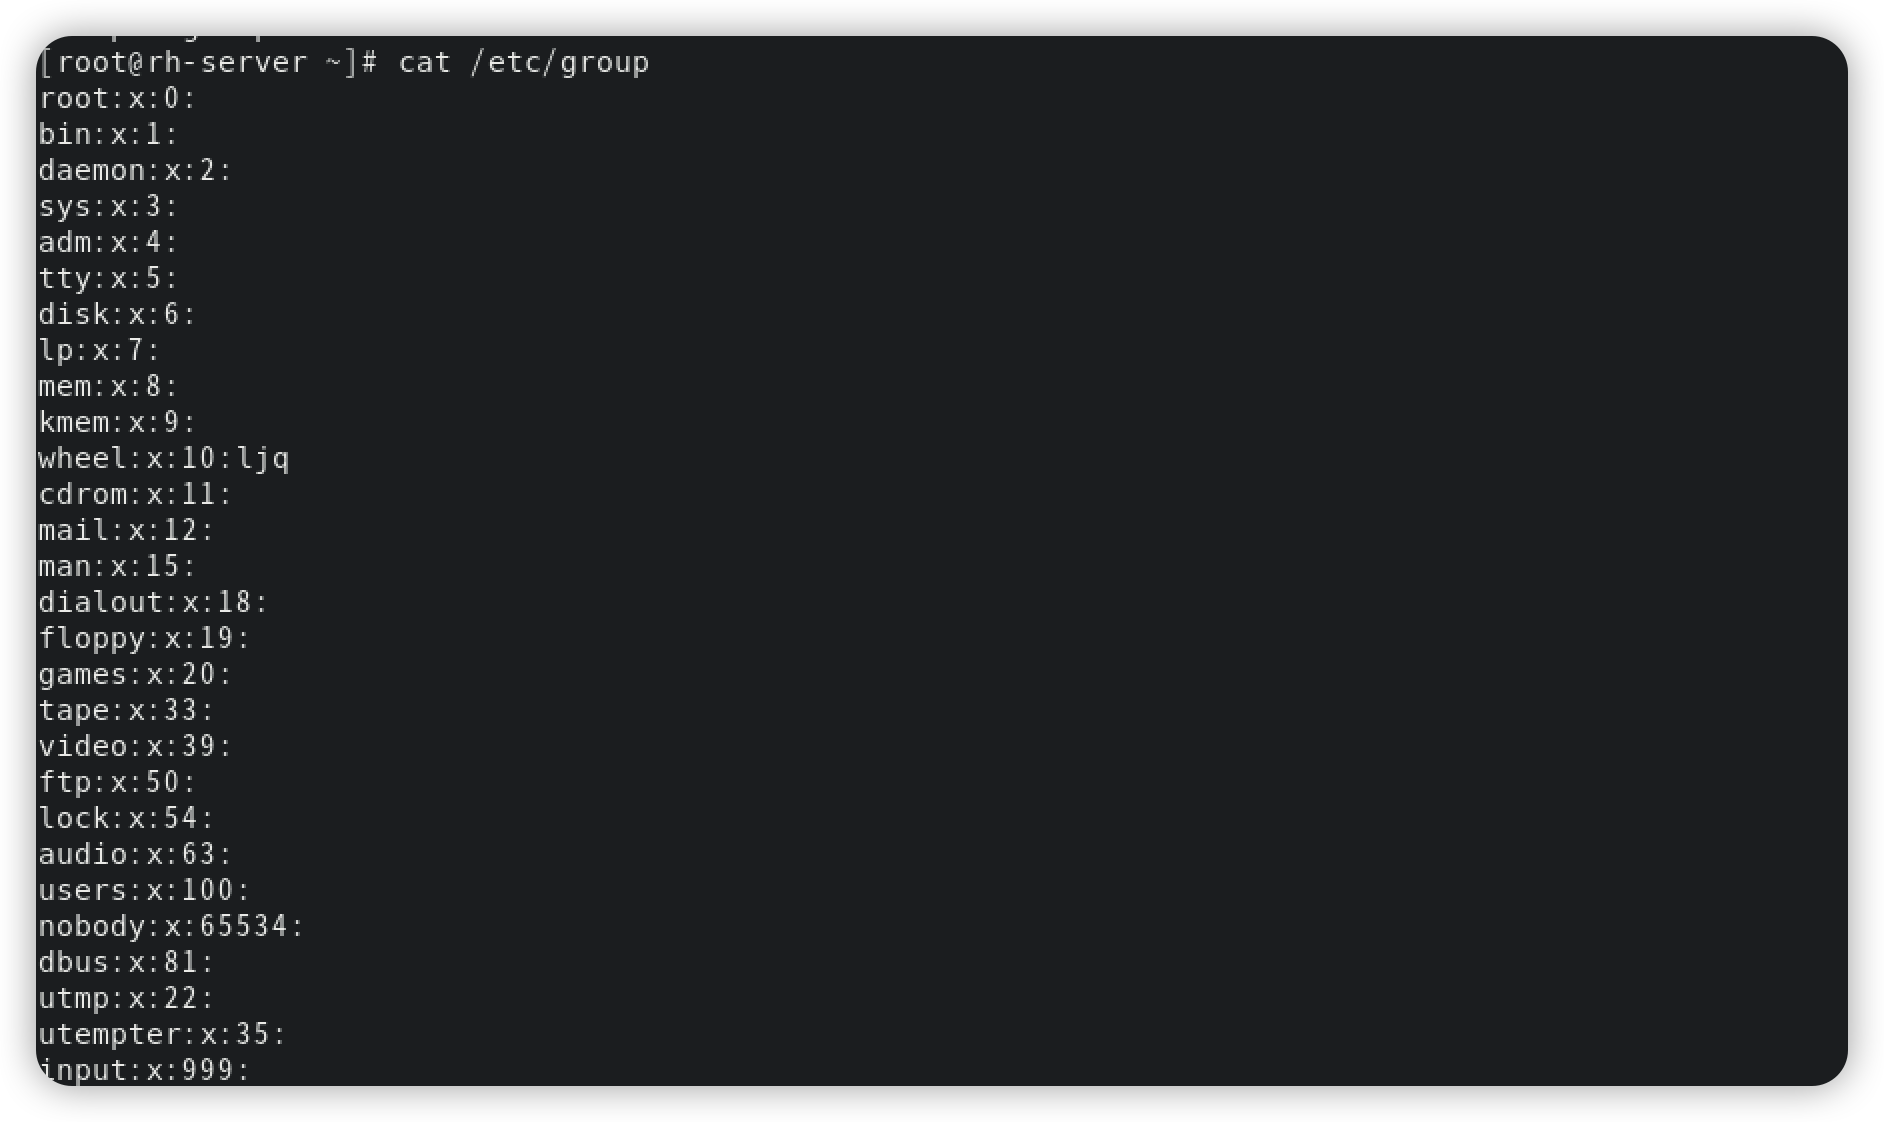 [root@rh-server ~]# cat /etc/group
root:x:0:
bin:x:1:
daemon:x:2:
sys:x:3:
adm:x:4:
tty:x:5:
disk:x:6:
lp:x:7:
mem:x:8:
kmem:x:9:
wheel:x:10:ljq
cdrom:x:11:
mail:x:12:
man:x:15:
dialout:x:18:
floppy:x:19:
games:x:20:
tape:x:33:
video:x:39:
ftp:x:50:
lock:x:54:
audio:x:63:
users:x:100:
nobody:x:65534:
dbus:x:81:
utmp:x:22:
utempter:x:35:
input:x:999: